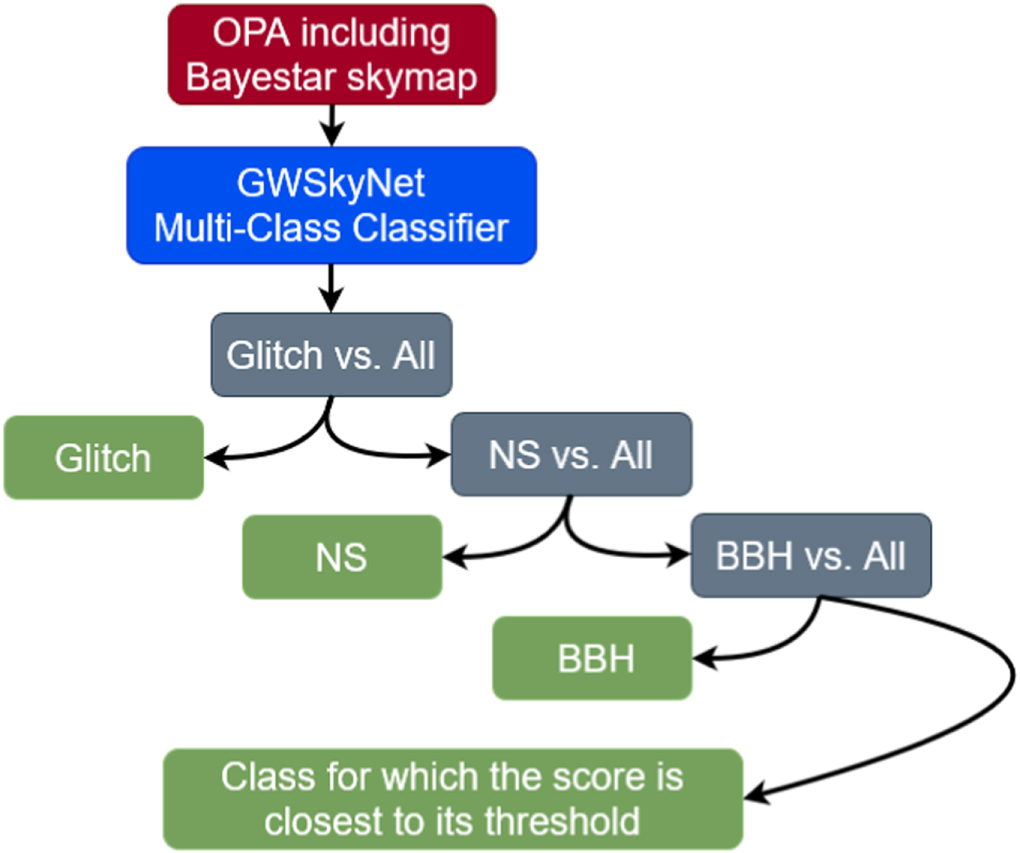 OPA including
Bayestar skymap
GWSkyNet
Multi-Class Classifier
Glitch vs. All
Glitch
NS vs. All
NS
BBH vs. All
BBH
Class for which the score is
closest to its threshold